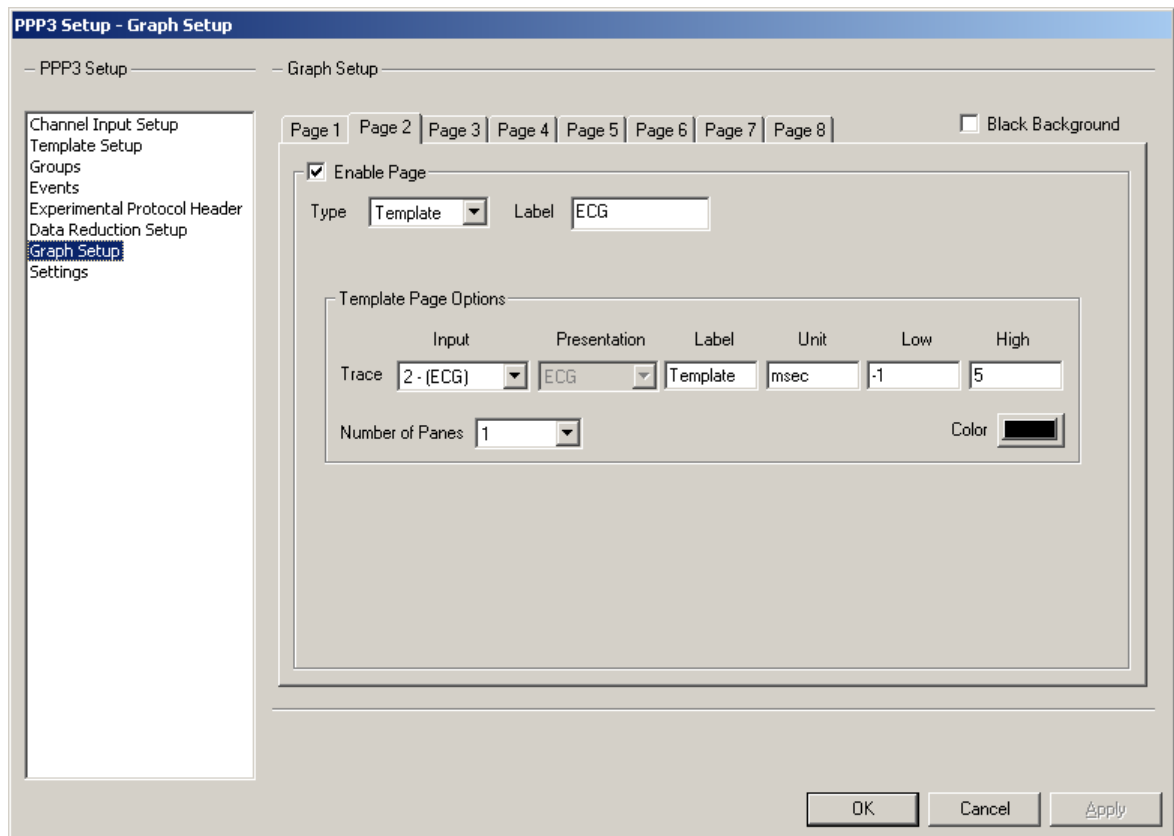 PPP3 Setup - Graph Setup
PPP3 Setup
Channel Input Setup
Template Setup
Groups
Events
Experimental Protocol Header
Data Reduction Setup
Graph Setup
Settings
Graph Setup
Page 1 Page 2 Page 3 Page 4 Page 5 Page 6 Page 7 Page 8
Black Background
Enable Page
Type Template Label ECG
Template Page Options
Input Presentation Label Unit Low High
Trace 2 - (ECG) ECG Template msec -1 5
Number of Panes 1 Color
OK Cancel Apply